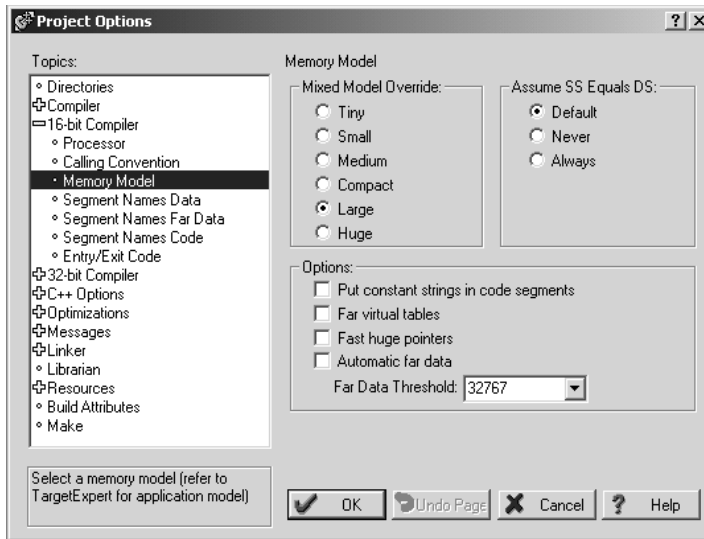 Project Options
Topics:
Directories
Compiler
16-bit Compiler
Processor
Calling Convention
Memory Model
Segment Names Data
Segment Names Far Data
Segment Names Code
Entry/Exit Code
32-bit Compiler
C++ Options
Optimizations
Messages
Linker
Librarian
Resources
Build Attributes
Make
Select a memory model (refer to
TargetExpert for application model)
Memory Model
Mixed Model Override:
Tiny
Small
Medium
Compact
Large
Huge
Assume SS Equals DS:
Default
Never
Always
Options:
Put constant strings in code segments
Far virtual tables
Fast huge pointers
Automatic far data
Far Data Threshold: 32767
OK
Undo Page
Cancel
? Help